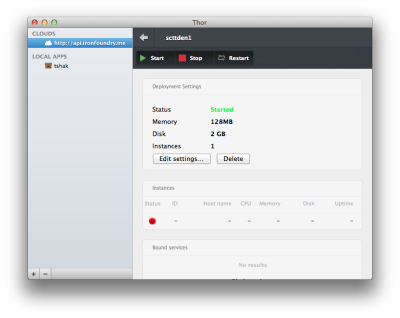 Thor
CLOUDS
http://api.ironfoundry.me
LOCAL APPS
tshak
scttden1
Start
Stop
Restart
Deployment Settings
Status Started
Memory 128MB
Disk 2 GB
Instances 1
Edit settings... Delete
Instances
Status ID Host name CPU Memory Disk Uptime
- - - - - -
Bound services
No results